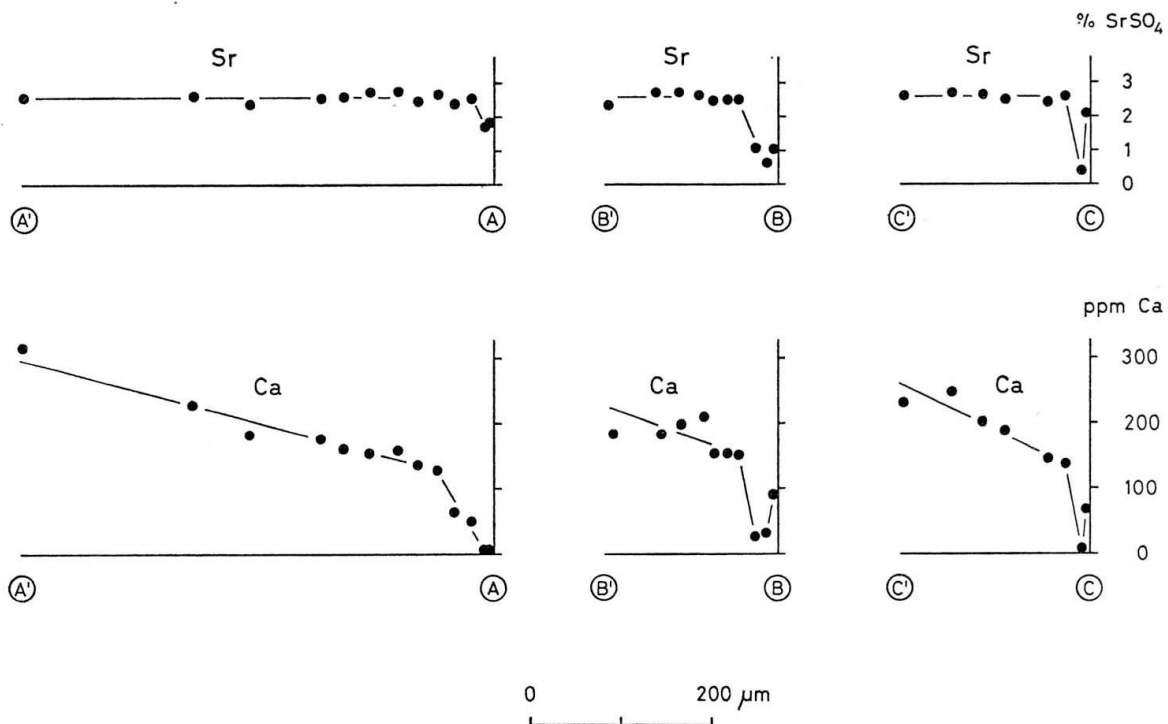 % SrSO4
Sr Sr Sr
3
2
1
0
A' A B' B C' C
ppm Ca
300
Ca Ca Ca
200
100
0
A' A B' B C' C
0 200 µm